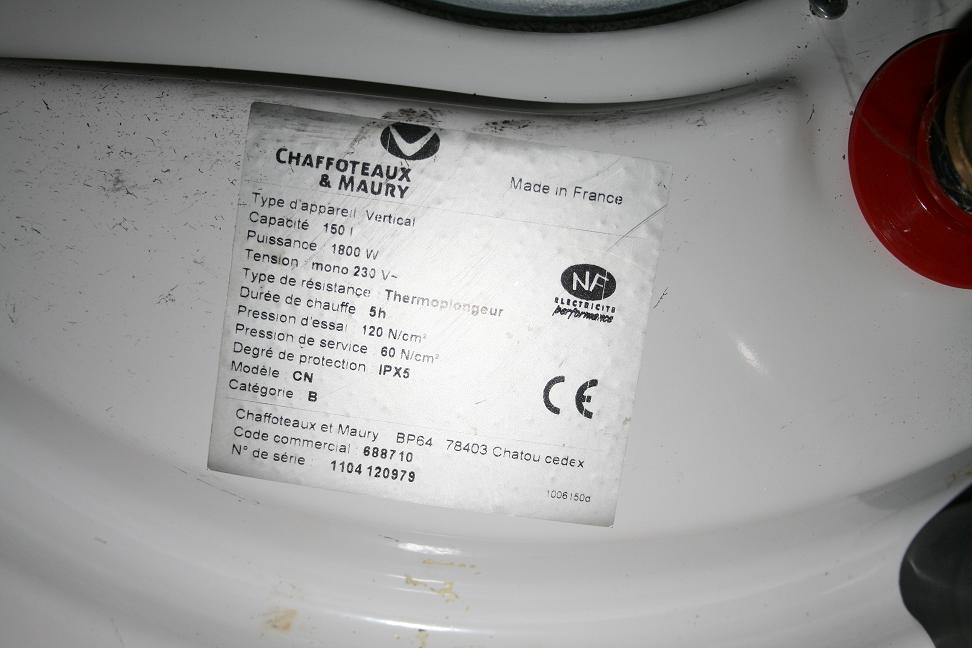 CHAFFOTEAUX
& MAURY
Made in France
Type d'appareil Vertical
Capacité 150 l
Puissance 1800 W
Tension mono 230 V~
Type de résistance Thermoplongeur
Durée de chauffe 5h
Pression d'essai 120 N/cm²
Pression de service 60 N/cm²
Degré de protection IPX5
Modèle CN
Catégorie B
NF
ELECTRICITE
performance
CE
Chaffoteaux et Maury BP64 78403 Chatou cedex
Code commercial 688710
N° de série 1104120979
1006150d